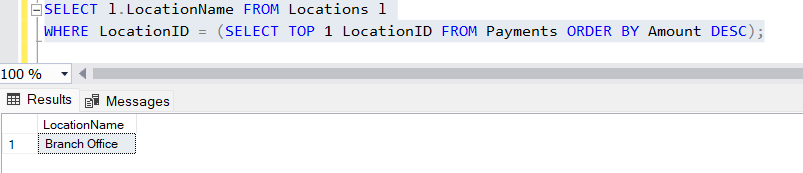 SELECT l.LocationName FROM Locations l
WHERE LocationID = (SELECT TOP 1 LocationID FROM Payments ORDER BY Amount DESC);
100 %
Results Messages
LocationName
1 Branch Office